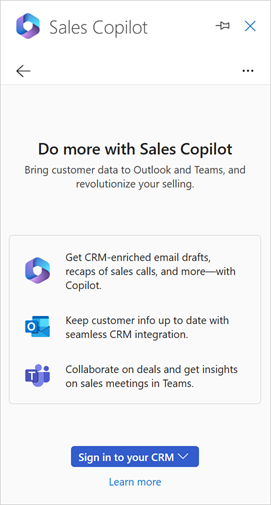 Sales Copilot
Do more with Sales Copilot
Bring customer data to Outlook and Teams, and
revolutionize your selling.
Get CRM-enriched email drafts,
recaps of sales calls, and more—with
Copilot.
Keep customer info up to date with
seamless CRM integration.
Collaborate on deals and get insights
on sales meetings in Teams.
Sign in to your CRM
Learn more